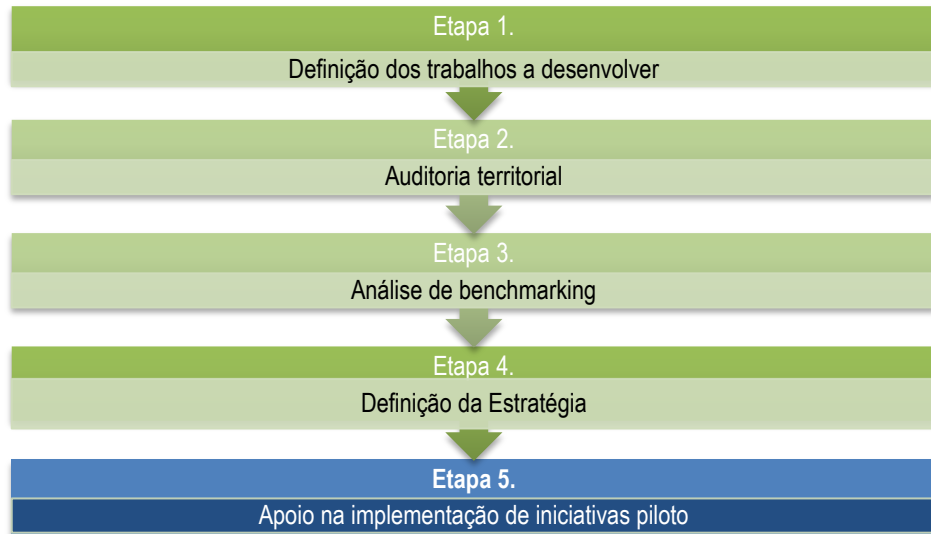 Etapa 1.
Definição dos trabalhos a desenvolver
Etapa 2.
Auditoria territorial
Etapa 3.
Análise de benchmarking
Etapa 4.
Definição da Estratégia
Etapa 5.
Apoio na implementação de iniciativas piloto